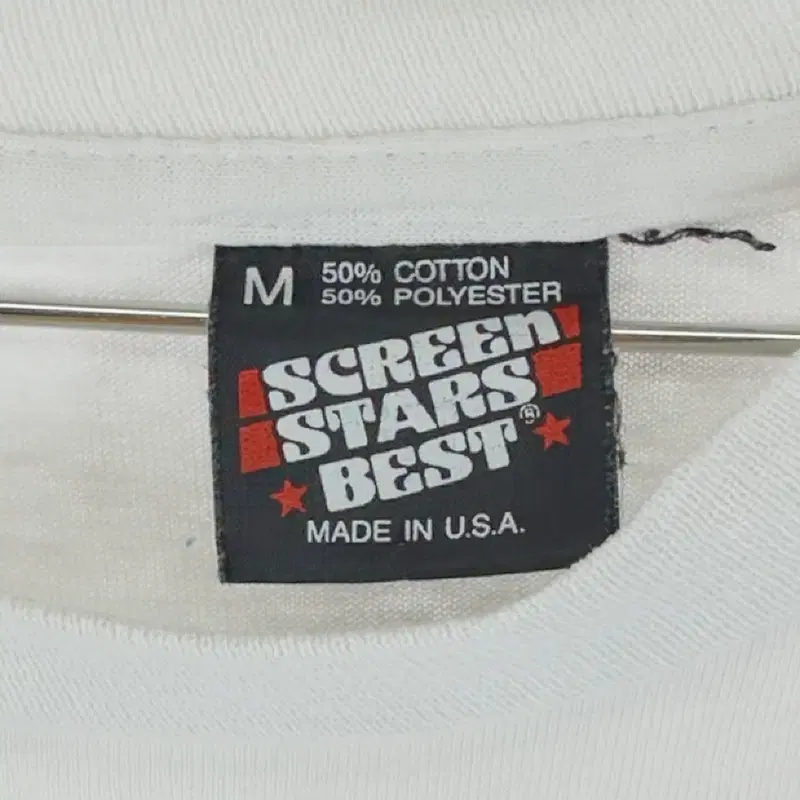 M 50% COTTON
50% POLYESTER
SCREEn
STARS
BEST®
MADE IN U.S.A.